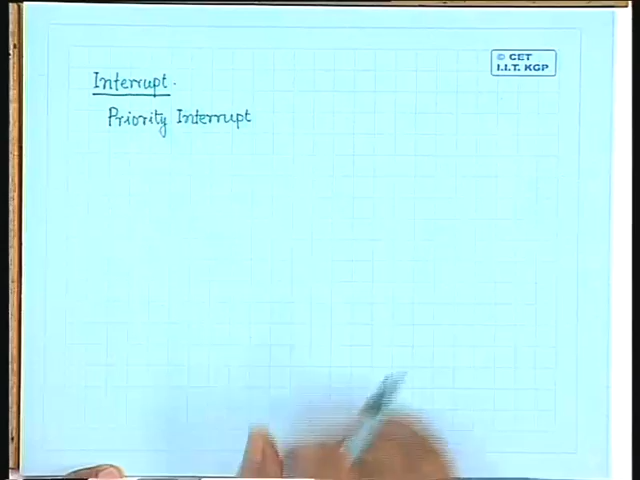 © CET
I.I.T. KGP
Interrupt.
Priority Interrupt